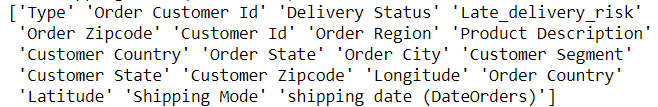 ['Type' 'Order Customer Id' 'Delivery Status' 'Late_delivery_risk'
'Order Zipcode' 'Customer Id' 'Order Region' 'Product Description'
'Customer Country' 'Order State' 'Order City' 'Customer Segment'
'Customer State' 'Customer Zipcode' 'Longitude' 'Order Country'
'Latitude' 'Shipping Mode' 'shipping date (DateOrders)']